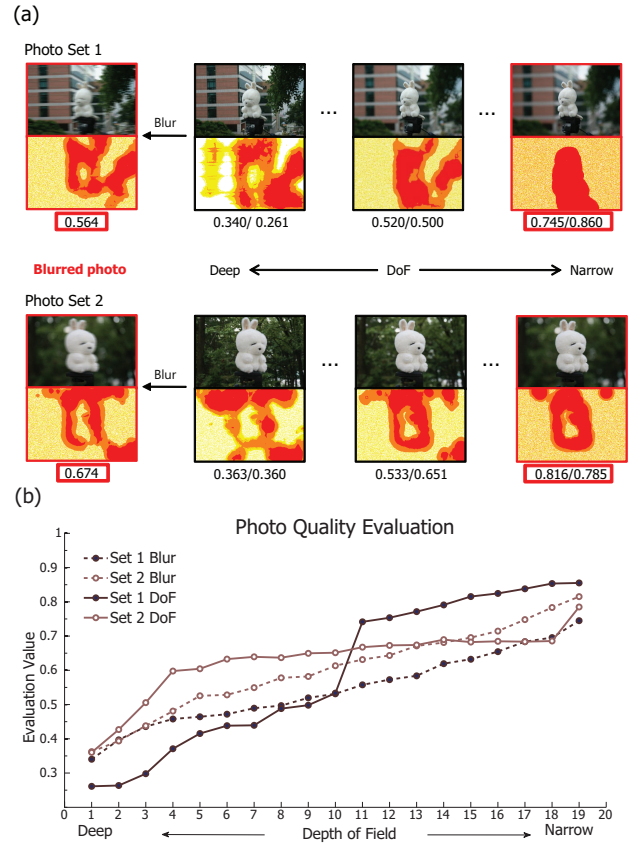 (a)
Photo Set 1
Blur
...
...
0.564
0.340/ 0.261
0.520/0.500
0.745/0.860
Blurred photo
Deep
DoF
Narrow
Photo Set 2
Blur
...
...
0.674
0.363/0.360
0.533/0.651
0.816/0.785
(b)
Photo Quality Evaluation
1
0.9
0.8
0.7
0.6
0.5
0.4
0.3
Evaluation Value
Set 1 Blur
Set 2 Blur
Set 1 DoF
Set 2 DoF
0 1 2 3 4 5 6 7 8 9 10 11 12 13 14 15 16 17 18 19 20
Deep
Depth of Field
Narrow